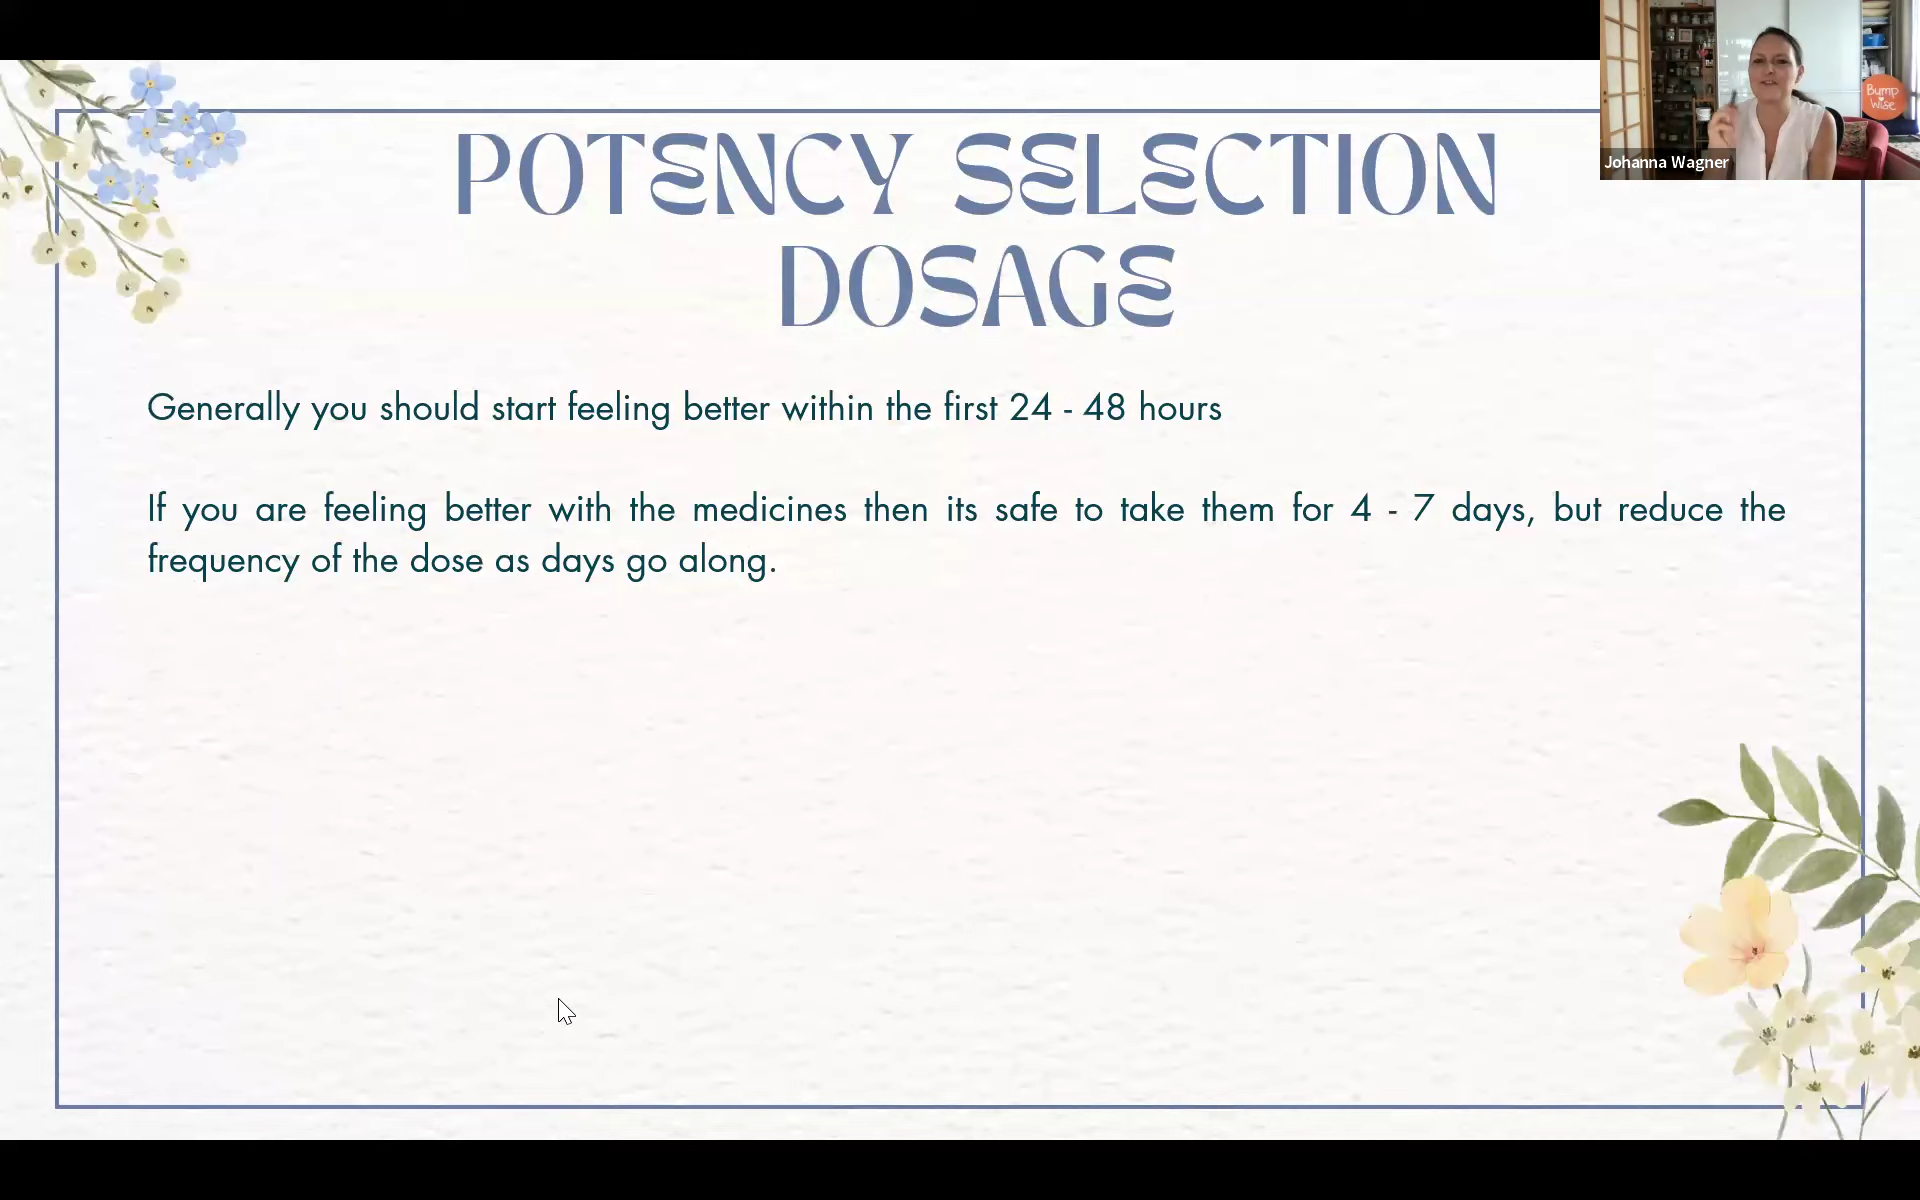 POTENCY SELECTION
DOSAGE
Bump
Wise
Johanna Wagner
Generally you should start feeling better within the first 24 - 48 hours
If you are feeling better with the medicines then its safe to take them for 4 - 7 days, but reduce the
frequency of the dose as days go along.